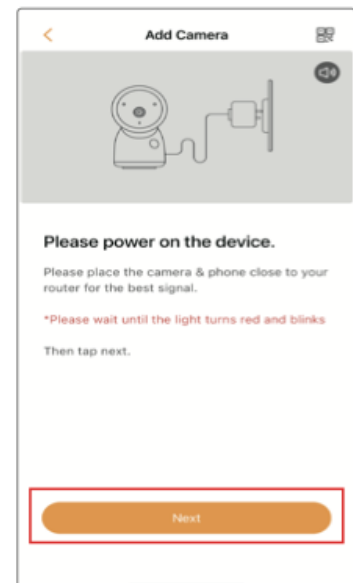 Add Camera
Please power on the device.
Please place the camera & phone close to your
router for the best signal.
*Please wait until the light turns red and blinks
Then tap next.
Next